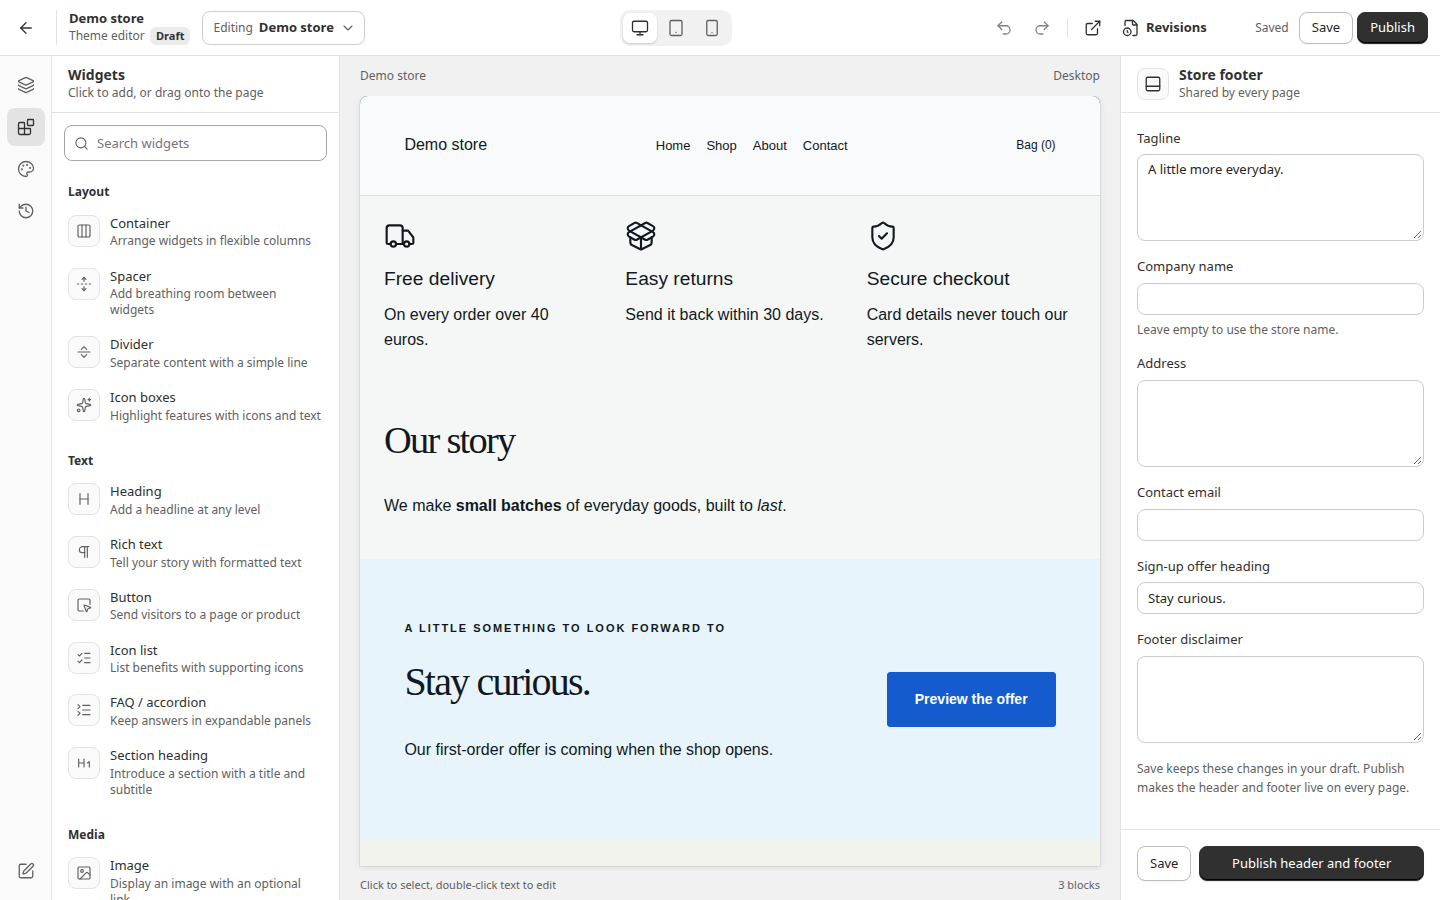 Demo store
Theme editor Draft
Editing Demo store
Revisions
Saved
Save
Publish
Widgets
Click to add, or drag onto the page
Search widgets
Layout
Container
Arrange widgets in flexible columns
Spacer
Add breathing room between
widgets
Divider
Separate content with a simple line
Icon boxes
Highlight features with icons and text
Text
Heading
Add a headline at any level
Rich text
Tell your story with formatted text
Button
Send visitors to a page or product
Icon list
List benefits with supporting icons
FAQ / accordion
Keep answers in expandable panels
Section heading
Introduce a section with a title and
subtitle
Media
Image
Display an image with an optional
link
Demo store
Desktop
Demo store
Home
Shop
About
Contact
Bag (0)
Free delivery
On every order over 40
euros.
Easy returns
Send it back within 30 days.
Secure checkout
Card details never touch our
servers.
Our story
We make small batches of everyday goods, built to last.
A LITTLE SOMETHING TO LOOK FORWARD TO
Stay curious.
Our first-order offer is coming when the shop opens.
Preview the offer
Click to select, double-click text to edit
3 blocks
Store footer
Shared by every page
Tagline
A little more everyday.
Company name
Leave empty to use the store name.
Address
Contact email
Sign-up offer heading
Stay curious.
Footer disclaimer
Save keeps these changes in your draft. Publish
makes the header and footer live on every page.
Save
Publish header and footer